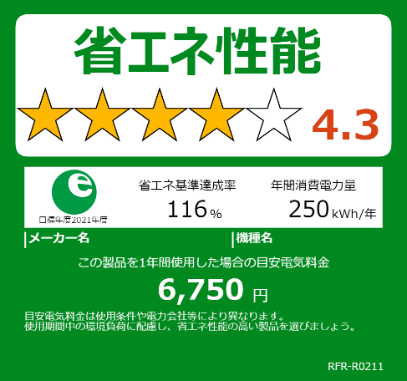 省エネ性能
4.3
e
目標年度2021年度
省エネ基準達成率
116%
年間消費電力量
250kWh/年
メーカー名
機種名
この製品を1年間使用した場合の目安電気料金
6,750 円
目安電気料金は使用条件や電力会社等により異なります。
使用期間中の環境負荷に配慮し、省エネ性能の高い製品を選びましょう。
RFR-R0211